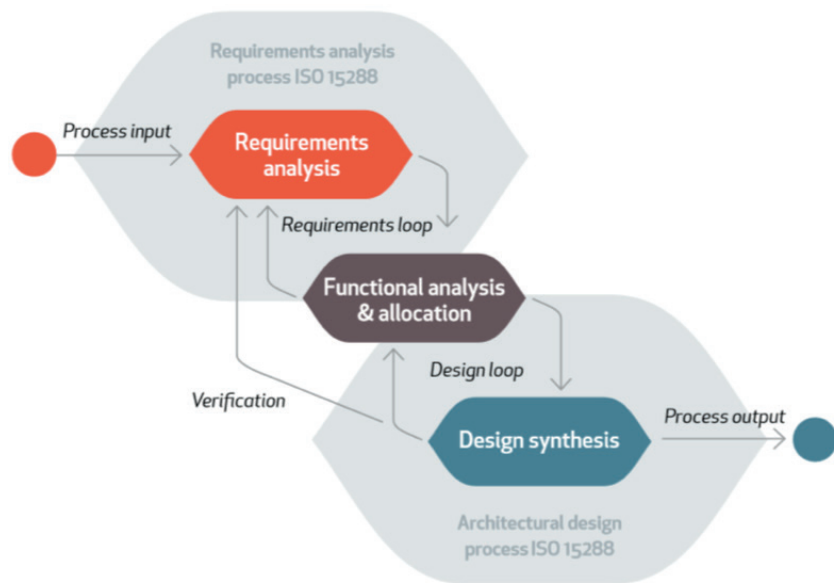 Requirements analysis
process ISO 15288
Process input
Requirements
analysis
Requirements loop
Functional analysis
& allocation
Design loop
Verification
Process output
Design synthesis
Architectural design
process ISO 15288